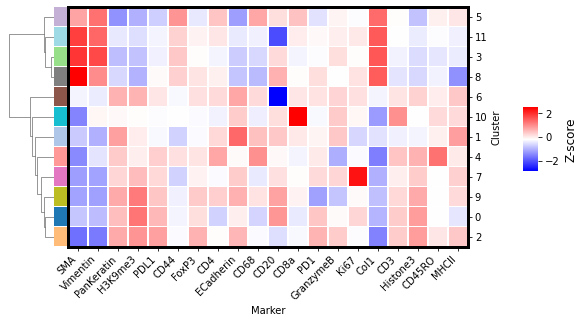 5
11
3
8
6
10
1
4
7
9
0
2
Cluster
2
0
−2
Z-score
SMA
Vimentin
PanKeratin
H3K9me3
PDL1
CD44
FoxP3
CD4
ECadherin
CD68
CD20
CD8a
PD1
GranzymeB
Ki67
Col1
CD3
Histone3
CD45RO
MHCII
Marker